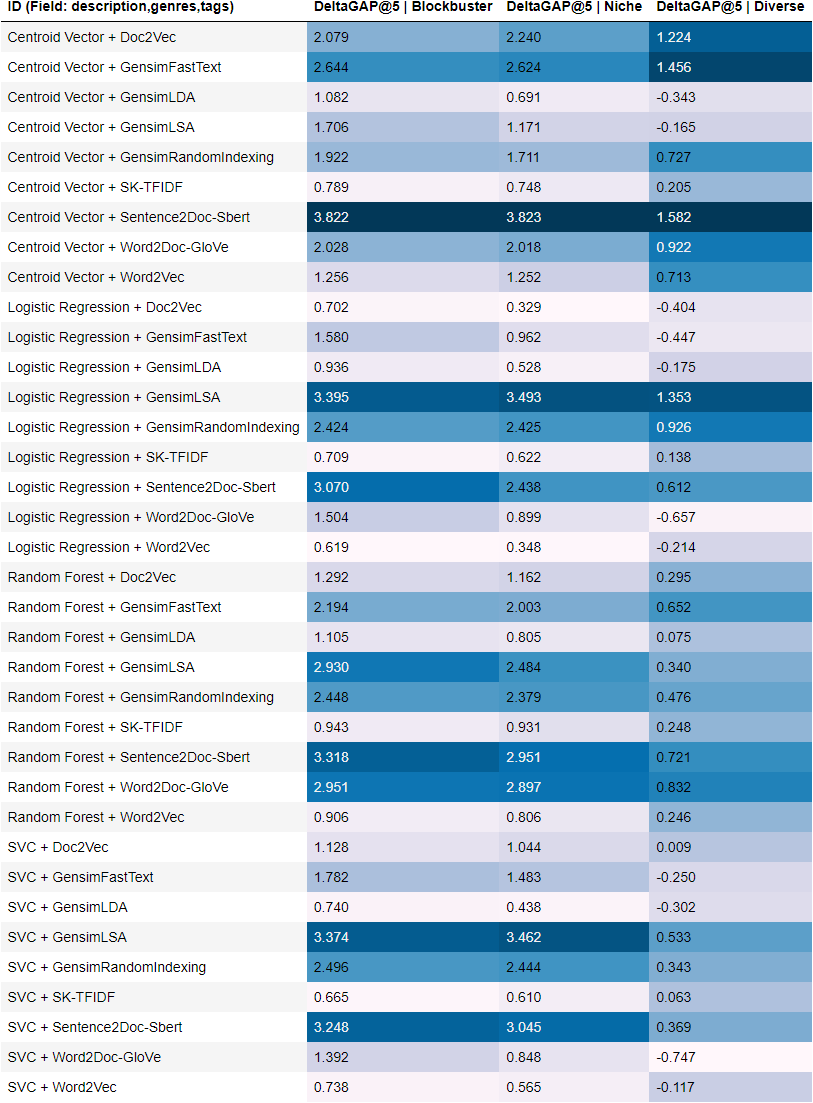 ID (Field: description,genres,tags) DeltaGAP@5 | Blockbuster DeltaGAP@5 | Niche DeltaGAP@5 | Diverse
Centroid Vector + Doc2Vec 2.079 2.240 1.224
Centroid Vector + GensimFastText 2.644 2.624 1.456
Centroid Vector + GensimLDA 1.082 0.691 -0.343
Centroid Vector + GensimLSA 1.706 1.171 -0.165
Centroid Vector + GensimRandomIndexing 1.922 1.711 0.727
Centroid Vector + SK-TFIDF 0.789 0.748 0.205
Centroid Vector + Sentence2Doc-Sbert 3.822 3.823 1.582
Centroid Vector + Word2Doc-GloVe 2.028 2.018 0.922
Centroid Vector + Word2Vec 1.256 1.252 0.713
Logistic Regression + Doc2Vec 0.702 0.329 -0.404
Logistic Regression + GensimFastText 1.580 0.962 -0.447
Logistic Regression + GensimLDA 0.936 0.528 -0.175
Logistic Regression + GensimLSA 3.395 3.493 1.353
Logistic Regression + GensimRandomIndexing 2.424 2.425 0.926
Logistic Regression + SK-TFIDF 0.709 0.622 0.138
Logistic Regression + Sentence2Doc-Sbert 3.070 2.438 0.612
Logistic Regression + Word2Doc-GloVe 1.504 0.899 -0.657
Logistic Regression + Word2Vec 0.619 0.348 -0.214
Random Forest + Doc2Vec 1.292 1.162 0.295
Random Forest + GensimFastText 2.194 2.003 0.652
Random Forest + GensimLDA 1.105 0.805 0.075
Random Forest + GensimLSA 2.930 2.484 0.340
Random Forest + GensimRandomIndexing 2.448 2.379 0.476
Random Forest + SK-TFIDF 0.943 0.931 0.248
Random Forest + Sentence2Doc-Sbert 3.318 2.951 0.721
Random Forest + Word2Doc-GloVe 2.951 2.897 0.832
Random Forest + Word2Vec 0.906 0.806 0.246
SVC + Doc2Vec 1.128 1.044 0.009
SVC + GensimFastText 1.782 1.483 -0.250
SVC + GensimLDA 0.740 0.438 -0.302
SVC + GensimLSA 3.374 3.462 0.533
SVC + GensimRandomIndexing 2.496 2.444 0.343
SVC + SK-TFIDF 0.665 0.610 0.063
SVC + Sentence2Doc-Sbert 3.248 3.045 0.369
SVC + Word2Doc-GloVe 1.392 0.848 -0.747
SVC + Word2Vec 0.738 0.565 -0.117